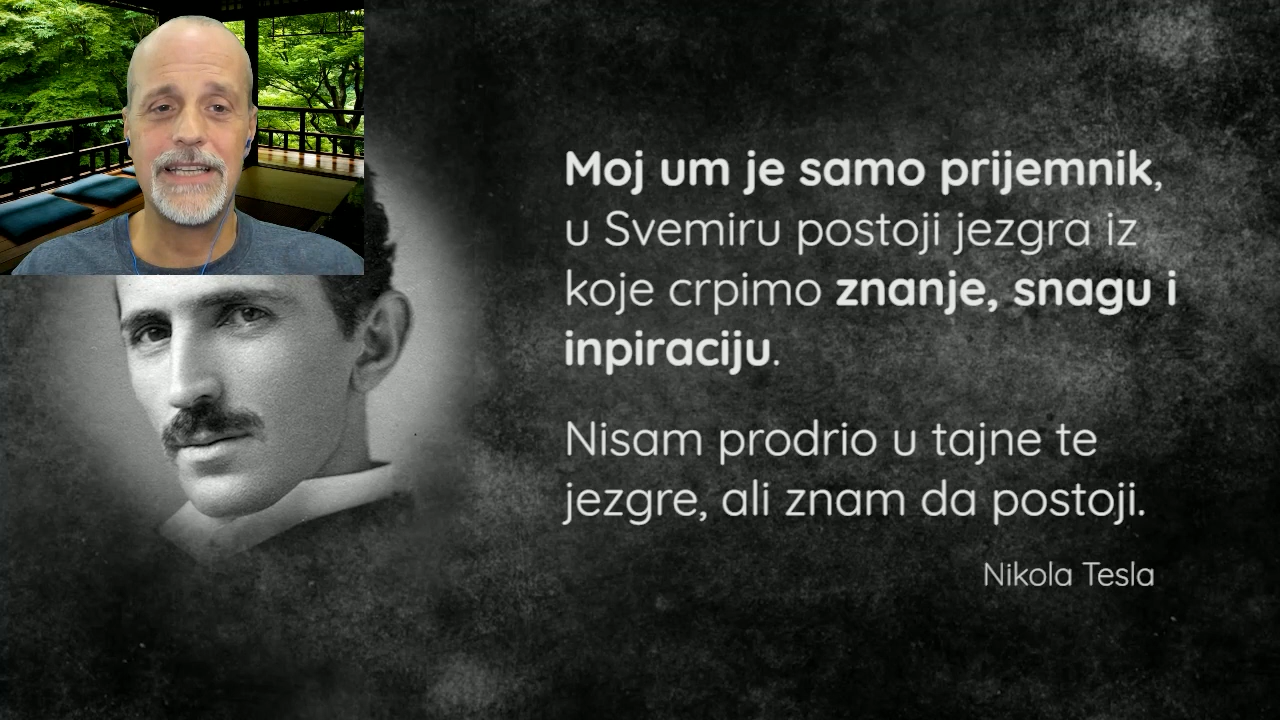 Moj um je samo prijemnik,
u Svemiru postoji jezgra iz
koje crpimo znanje, snagu i
inpiraciju.
Nisam prodrio u tajne te
jezgre, ali znam da postoji.
Nikola Tesla